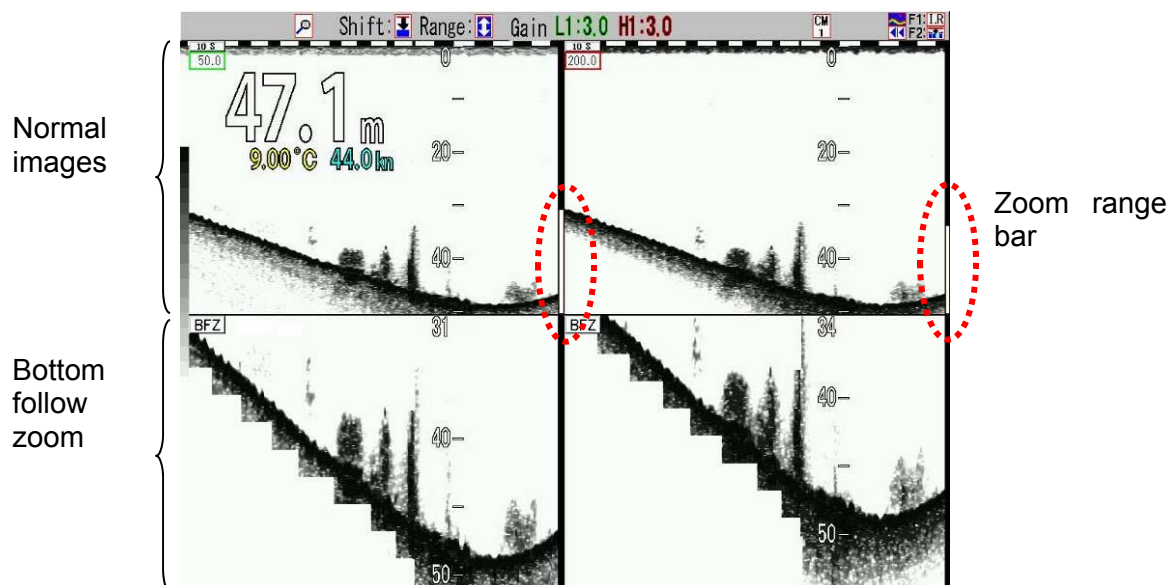 Shift: Range: Gain L1:3.0 H1:3.0 CM 1 F1: I.R
F2:
10 S
50.0
0
47.1 m
9.00°C 44.0kn
20
40
10 S
200.0
0
20
40
Normal
images
Zoom range
bar
BFZ
31
40
50
BFZ
34
40
50
Bottom
follow
zoom